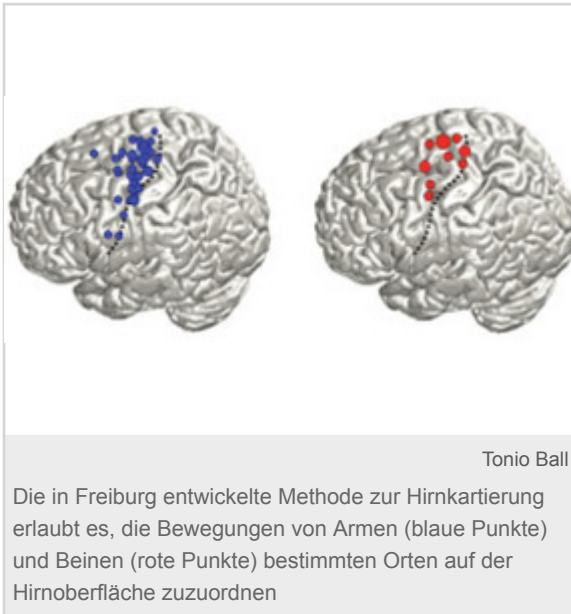 Tonio Ball
Die in Freiburg entwickelte Methode zur Hirnkartierung
erlaubt es, die Bewegungen von Armen (blaue Punkte)
und Beinen (rote Punkte) bestimmten Orten auf der
Hirnoberfläche zuzuordnen